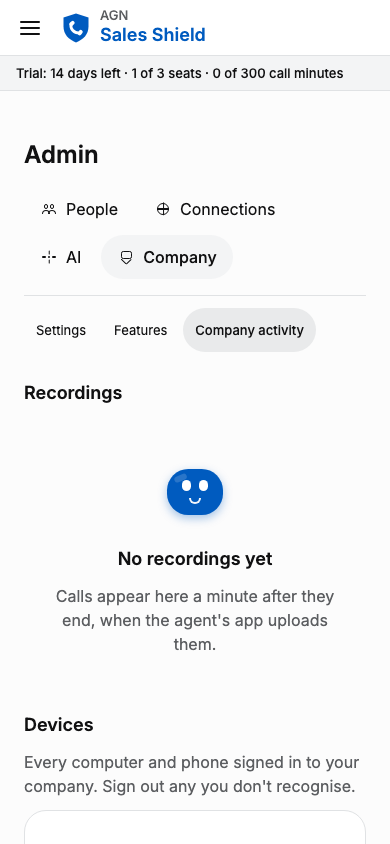 AGN
Sales Shield
Trial: 14 days left · 1 of 3 seats · 0 of 300 call minutes
Admin
People
Connections
AI
Company
Settings
Features
Company activity
Recordings
No recordings yet
Calls appear here a minute after they
end, when the agent's app uploads
them.
Devices
Every computer and phone signed in to your
company. Sign out any you don't recognise.